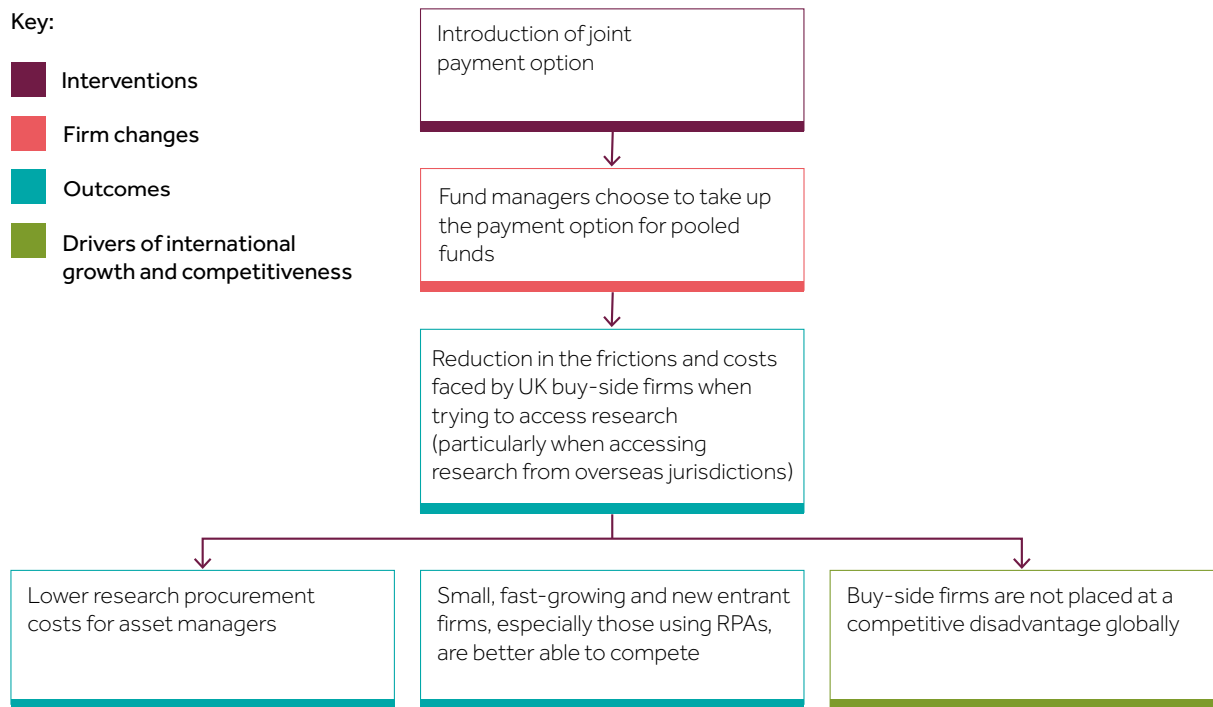 Key:
Interventions
Firm changes
Outcomes
Drivers of international
growth and competitiveness
Introduction of joint
payment option
Fund managers choose to take up
the payment option for pooled
funds
Reduction in the frictions and costs
faced by UK buy-side firms when
trying to access research
(particularly when accessing
research from overseas jurisdictions)
Lower research procurement
costs for asset managers
Small, fast-growing and new entrant
firms, especially those using RPAs,
are better able to compete
Buy-side firms are not placed at a
competitive disadvantage globally